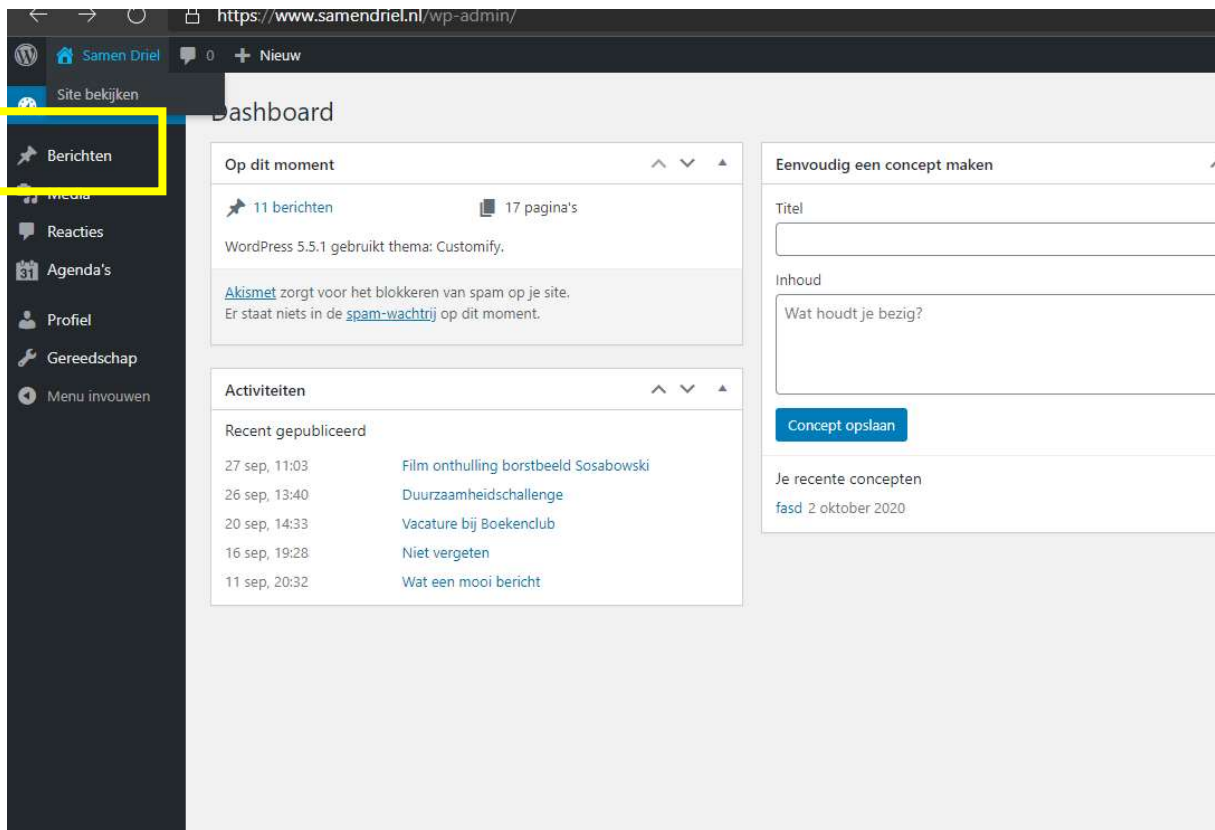 https://www.samendriel.nl/wp-admin/
Samen Driel 0 + Nieuw
Site bekijken
Dashboard
Berichten
Media
Reacties
31 Agenda's
Profiel
Gereedschap
Menu invouwen
Op dit moment
11 berichten 17 pagina's
WordPress 5.5.1 gebruikt thema: Customify.
Akismet zorgt voor het blokkeren van spam op je site.
Er staat niets in de spam-wachtrij op dit moment.
Activiteiten
Recent gepubliceerd
27 sep, 11:03 Film onthulling borstbeeld Sosabowski
26 sep, 13:40 Duurzaamheidschallenge
20 sep, 14:33 Vacature bij Boekenclub
16 sep, 19:28 Niet vergeten
11 sep, 20:32 Wat een mooi bericht
Eenvoudig een concept maken
Titel
Inhoud
Wat houdt je bezig?
Concept opslaan
Je recente concepten
fasd 2 oktober 2020